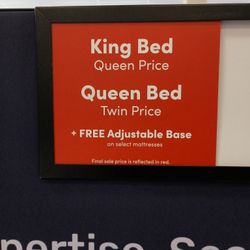 King Bed
Queen Price
Queen Bed
Twin Price
+ FREE Adjustable Base
on select mattresses
Final sale price is reflected in red.